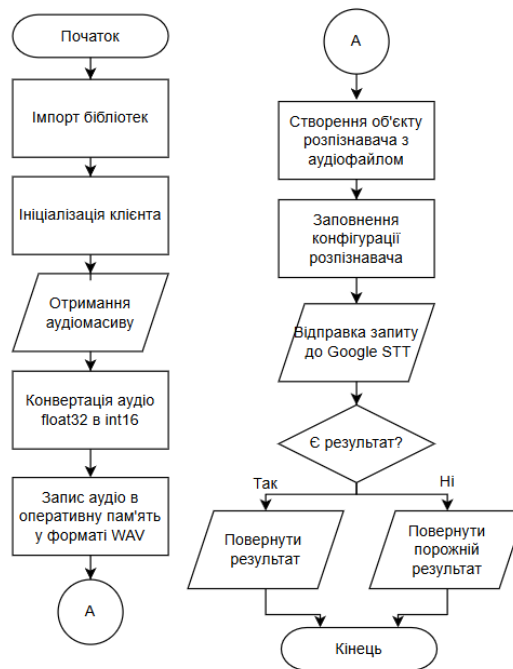 Початок
Імпорт бібліотек
Ініціалізація клієнта
Отримання
аудіомасиву
Конвертація аудіо
float32 в int16
Запис аудіо в
оперативну пам'ять
у форматі WAV
А
А
Створення об'єкту
розпізнавача з
аудіофайлом
Заповнення
конфігурації
розпізнавача
Відправка запиту
до Google STT
Є результат?
Так
Ні
Повернути
результат
Повернути
порожній
результат
Кінець